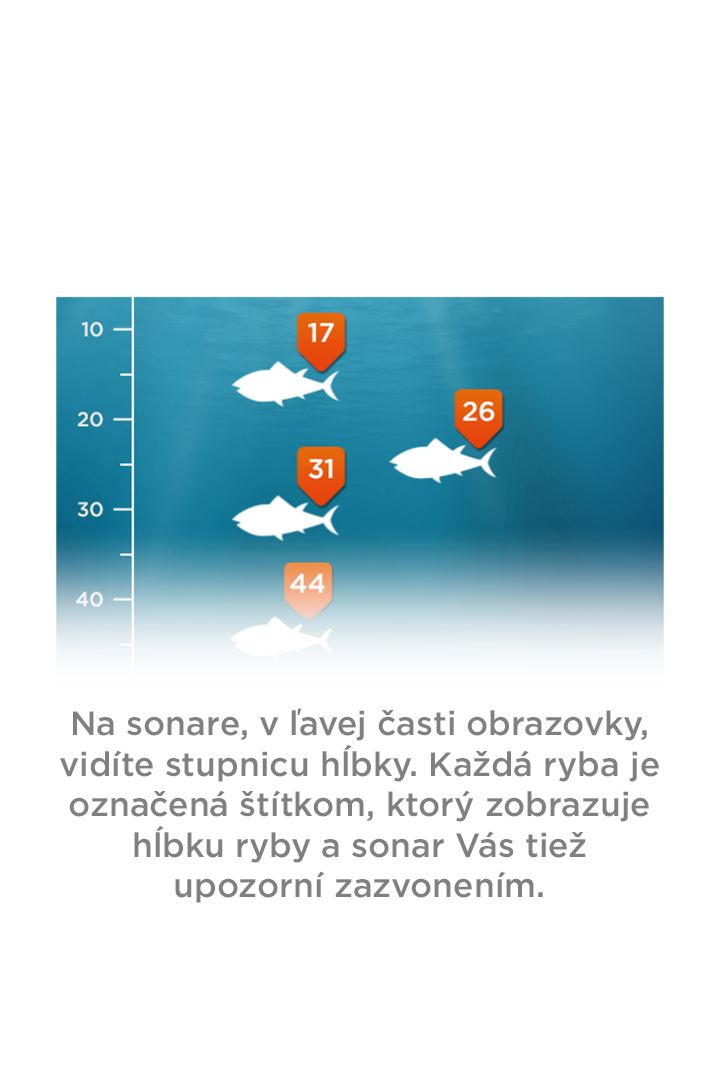 10
17
20
26
31
30
44
40
Na sonare, v ľavej časti obrazovky,
vidíte stupnicu hĺbky. Každá ryba je
označená štítkom, ktorý zobrazuje
hĺbku ryby a sonar Vás tiež
upozorní zazvonením.